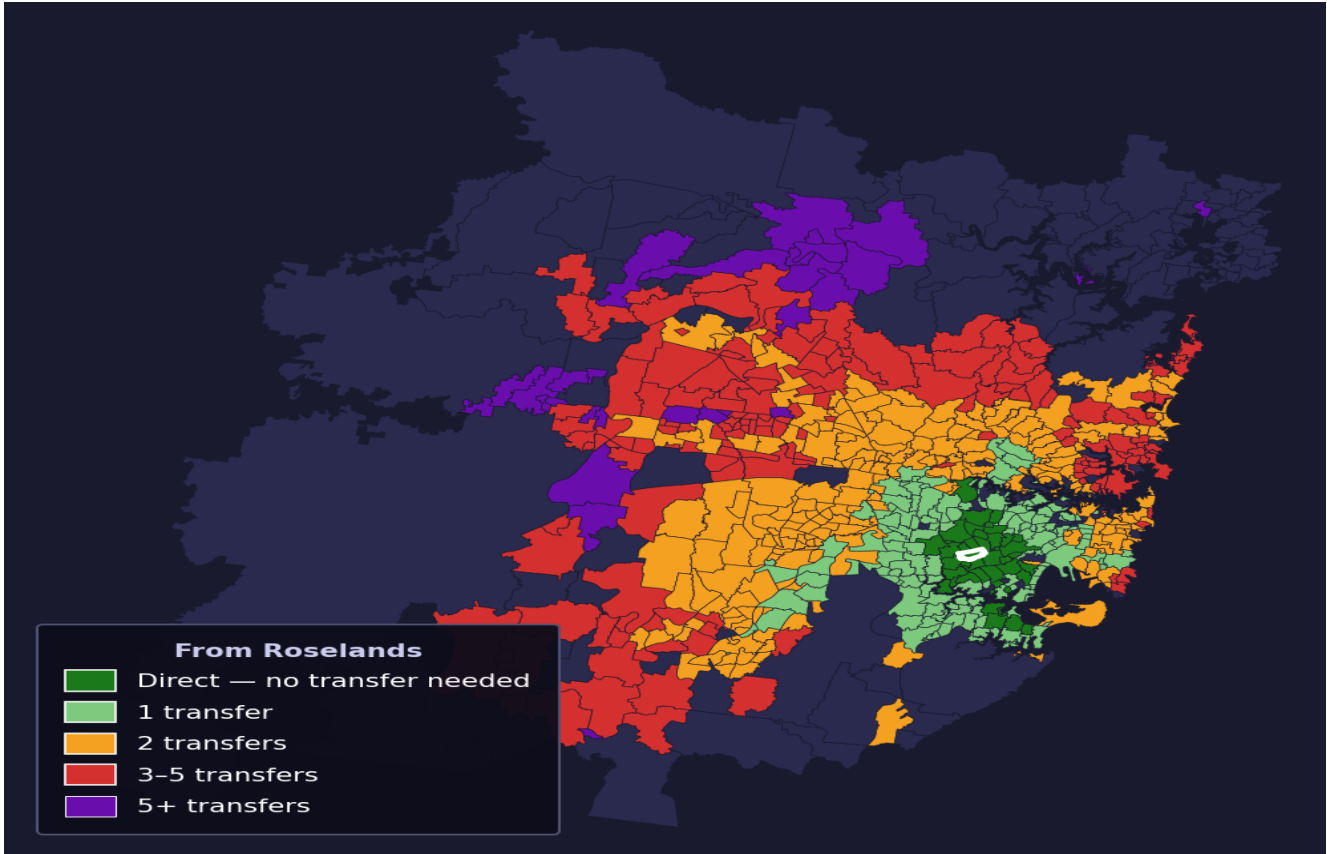 From Roselands
Direct — no transfer needed
1 transfer
2 transfers
3–5 transfers
5+ transfers